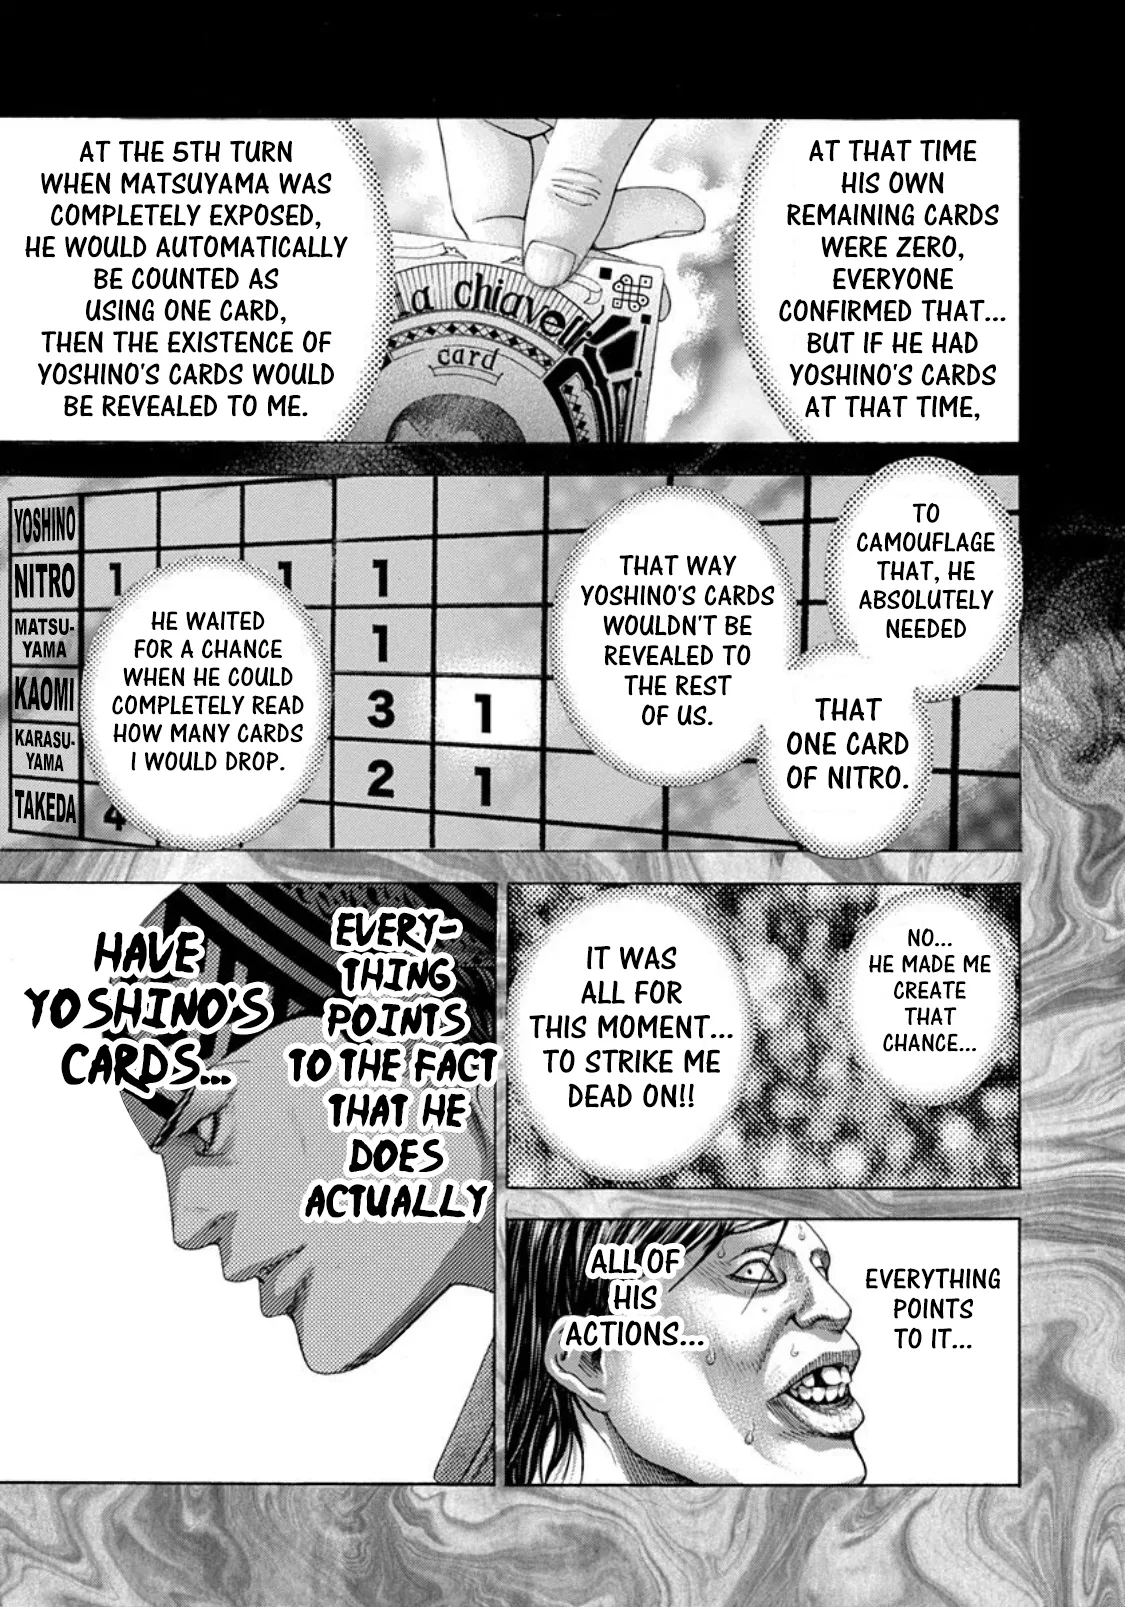 AT THAT TIME
HIS OWN
REMAINING CARDS
WERE ZERO,
EVERYONE
CONFIRMED THAT...
BUT IF HE HAD
YOSHINO'S CARDS
AT THAT TIME,
AT THE 5TH TURN
WHEN MATSUYAMA WAS
COMPLETELY EXPOSED,
HE WOULD AUTOMATICALLY
BE COUNTED AS
USING ONE CARD,
THEN THE EXISTENCE OF
YOSHINO'S CARDS WOULD
BE REVEALED TO ME.
a chiavelli
card
TO
CAMOUFLAGE
THAT, HE
ABSOLUTELY
NEEDED
THAT
ONE CARD
OF NITRO.
THAT WAY
YOSHINO'S CARDS
WOULDN'T BE
REVEALED TO
THE REST
OF US.
HE WAITED
FOR A CHANCE
WHEN HE COULD
COMPLETELY READ
HOW MANY CARDS
I WOULD DROP.
YOSHINO
NITRO 1 1 1
MATSU-
YAMA 1
KAOMI 3 1
KARASU-
YAMA 2 1
TAKEDA 4
NO...
HE MADE ME
CREATE
THAT
CHANCE...
IT WAS
ALL FOR
THIS MOMENT...
TO STRIKE ME
DEAD ON!!
EVERYTHING
POINTS
TO IT...
ALL OF
HIS
ACTIONS...
EVERY-
THING
POINTS
TO THE FACT
THAT HE
DOES
ACTUALLY
HAVE
YOSHINO'S
CARDS...